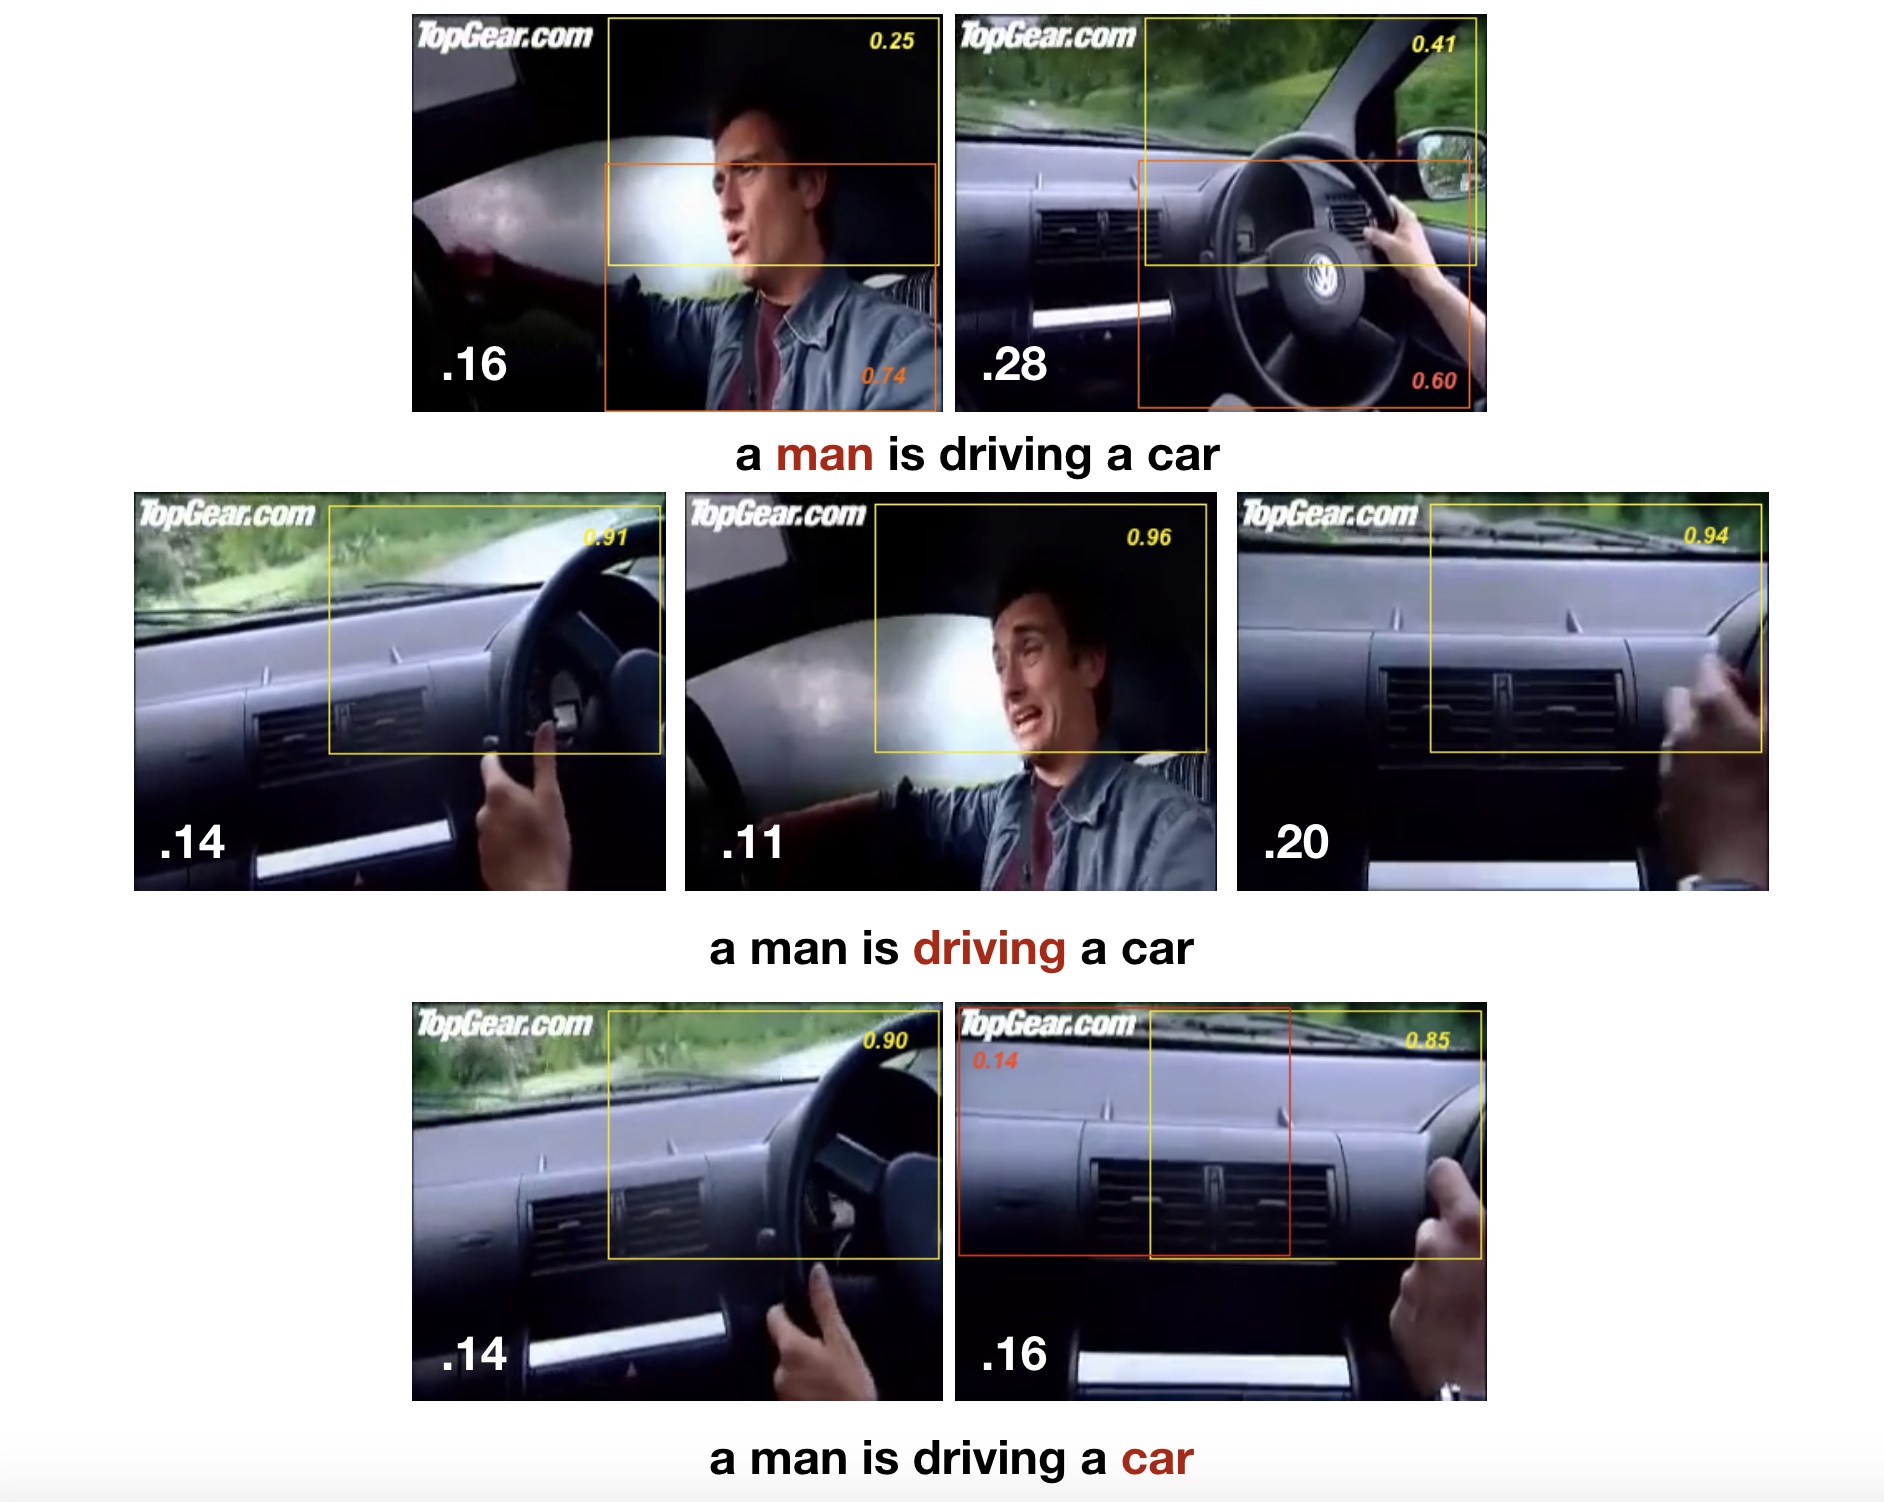 TopGear.com
0.25
.16
0.74
TopGear.com
0.41
.28
0.60
a man is driving a car
TopGear.com
0.91
.14
TopGear.com
0.96
.11
TopGear.com
0.94
.20
a man is driving a car
TopGear.com
0.90
.14
TopGear.com
0.85
0.14
.16
a man is driving a car